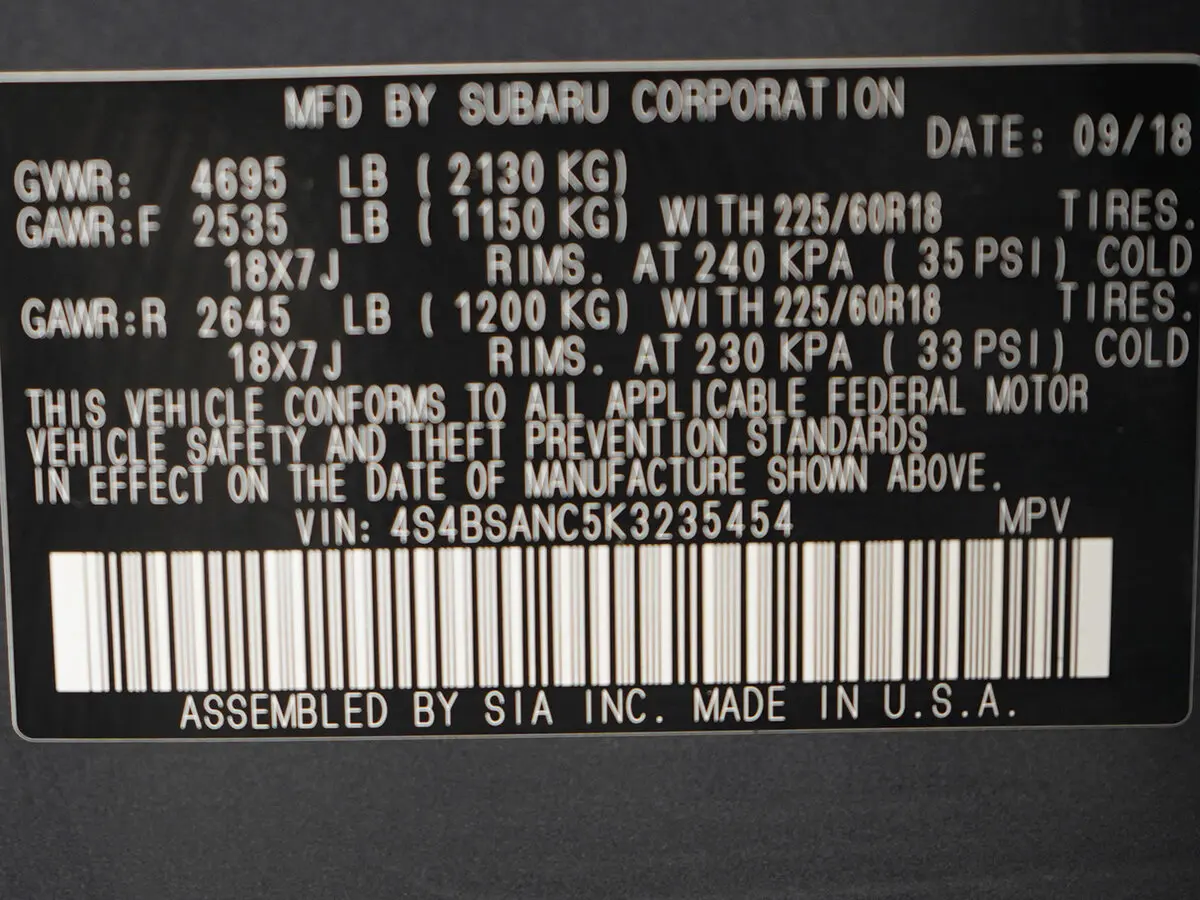 MFD BY SUBARU CORPORATION
DATE: 09/18
GVWR: 4695 LB ( 2130 KG)
GAWR:F 2535 LB ( 1150 KG) WITH 225/60R18 TIRES.
18X7J RIMS. AT 240 KPA ( 35 PSI) COLD
GAWR:R 2645 LB ( 1200 KG) WITH 225/60R18 TIRES.
18X7J RIMS. AT 230 KPA ( 33 PSI) COLD
THIS VEHICLE CONFORMS TO ALL APPLICABLE FEDERAL MOTOR
VEHICLE SAFETY AND THEFT PREVENTION STANDARDS
IN EFFECT ON THE DATE OF MANUFACTURE SHOWN ABOVE.
VIN: 4S4BSANC5K3235454 MPV
ASSEMBLED BY SIA INC. MADE IN U.S.A.